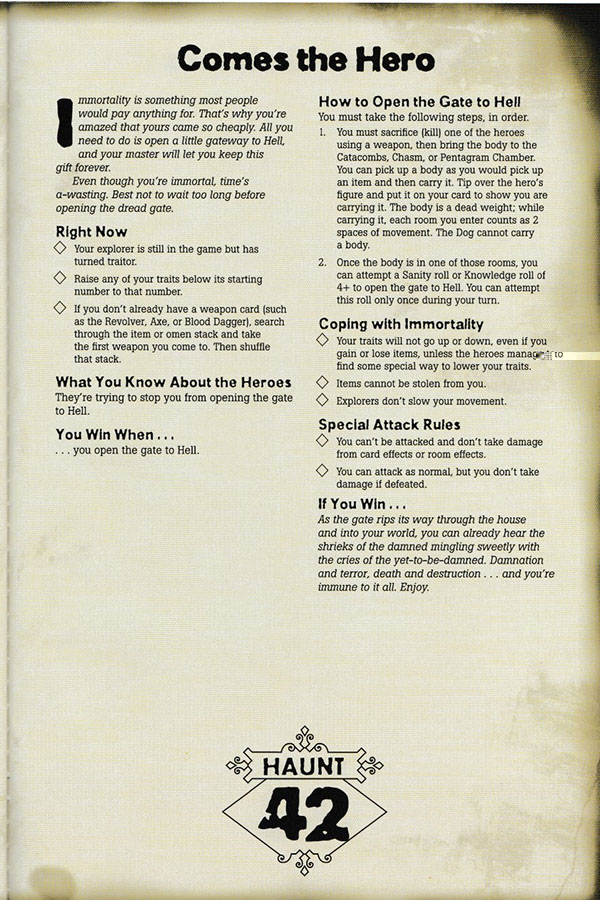 Comes the Hero
Immortality is something most people
would pay anything for. That's why you're
amazed that yours came so cheaply. All you
need to do is open a little gateway to Hell,
and your master will let you keep this
gift forever.
Even though you're immortal, time's
a-wasting. Best not to wait too long before
opening the dread gate.
Right Now
Your explorer is still in the game but has
turned traitor.
Raise any of your traits below its starting
number to that number.
If you don't already have a weapon card (such
as the Revolver, Axe, or Blood Dagger), search
through the item or omen stack and take
the first weapon you come to. Then shuffle
that stack.
What You Know About the Heroes
They're trying to stop you from opening the gate
to Hell.
You Win When . . .
. . . you open the gate to Hell.
How to Open the Gate to Hell
You must take the following steps, in order.
1. You must sacrifice (kill) one of the heroes
using a weapon, then bring the body to the
Catacombs, Chasm, or Pentagram Chamber.
You can pick up a body as you would pick up
an item and then carry it. Tip over the hero's
figure and put it on your card to show you are
carrying it. The body is a dead weight; while
carrying it, each room you enter counts as 2
spaces of movement. The Dog cannot carry
a body.
2. Once the body is in one of those rooms, you
can attempt a Sanity roll or Knowledge roll of
4+ to open the gate to Hell. You can attempt
this roll only once during your turn.
Coping with Immortality
Your traits will not go up or down, even if you
gain or lose items, unless the heroes to
find some special way to lower your traits.
Items cannot be stolen from you.
Explorers don't slow your movement.
Special Attack Rules
You can't be attacked and don't take damage
from card effects or room effects.
You can attack as normal, but you don't take
damage if defeated.
If You Win . . .
As the gate rips its way through the house
and into your world, you can already hear the
shrieks of the damned mingling sweetly with
the cries of the yet-to-be-damned. Damnation
and terror, death and destruction . . . and you're
immune to it all. Enjoy.
HAUNT
42